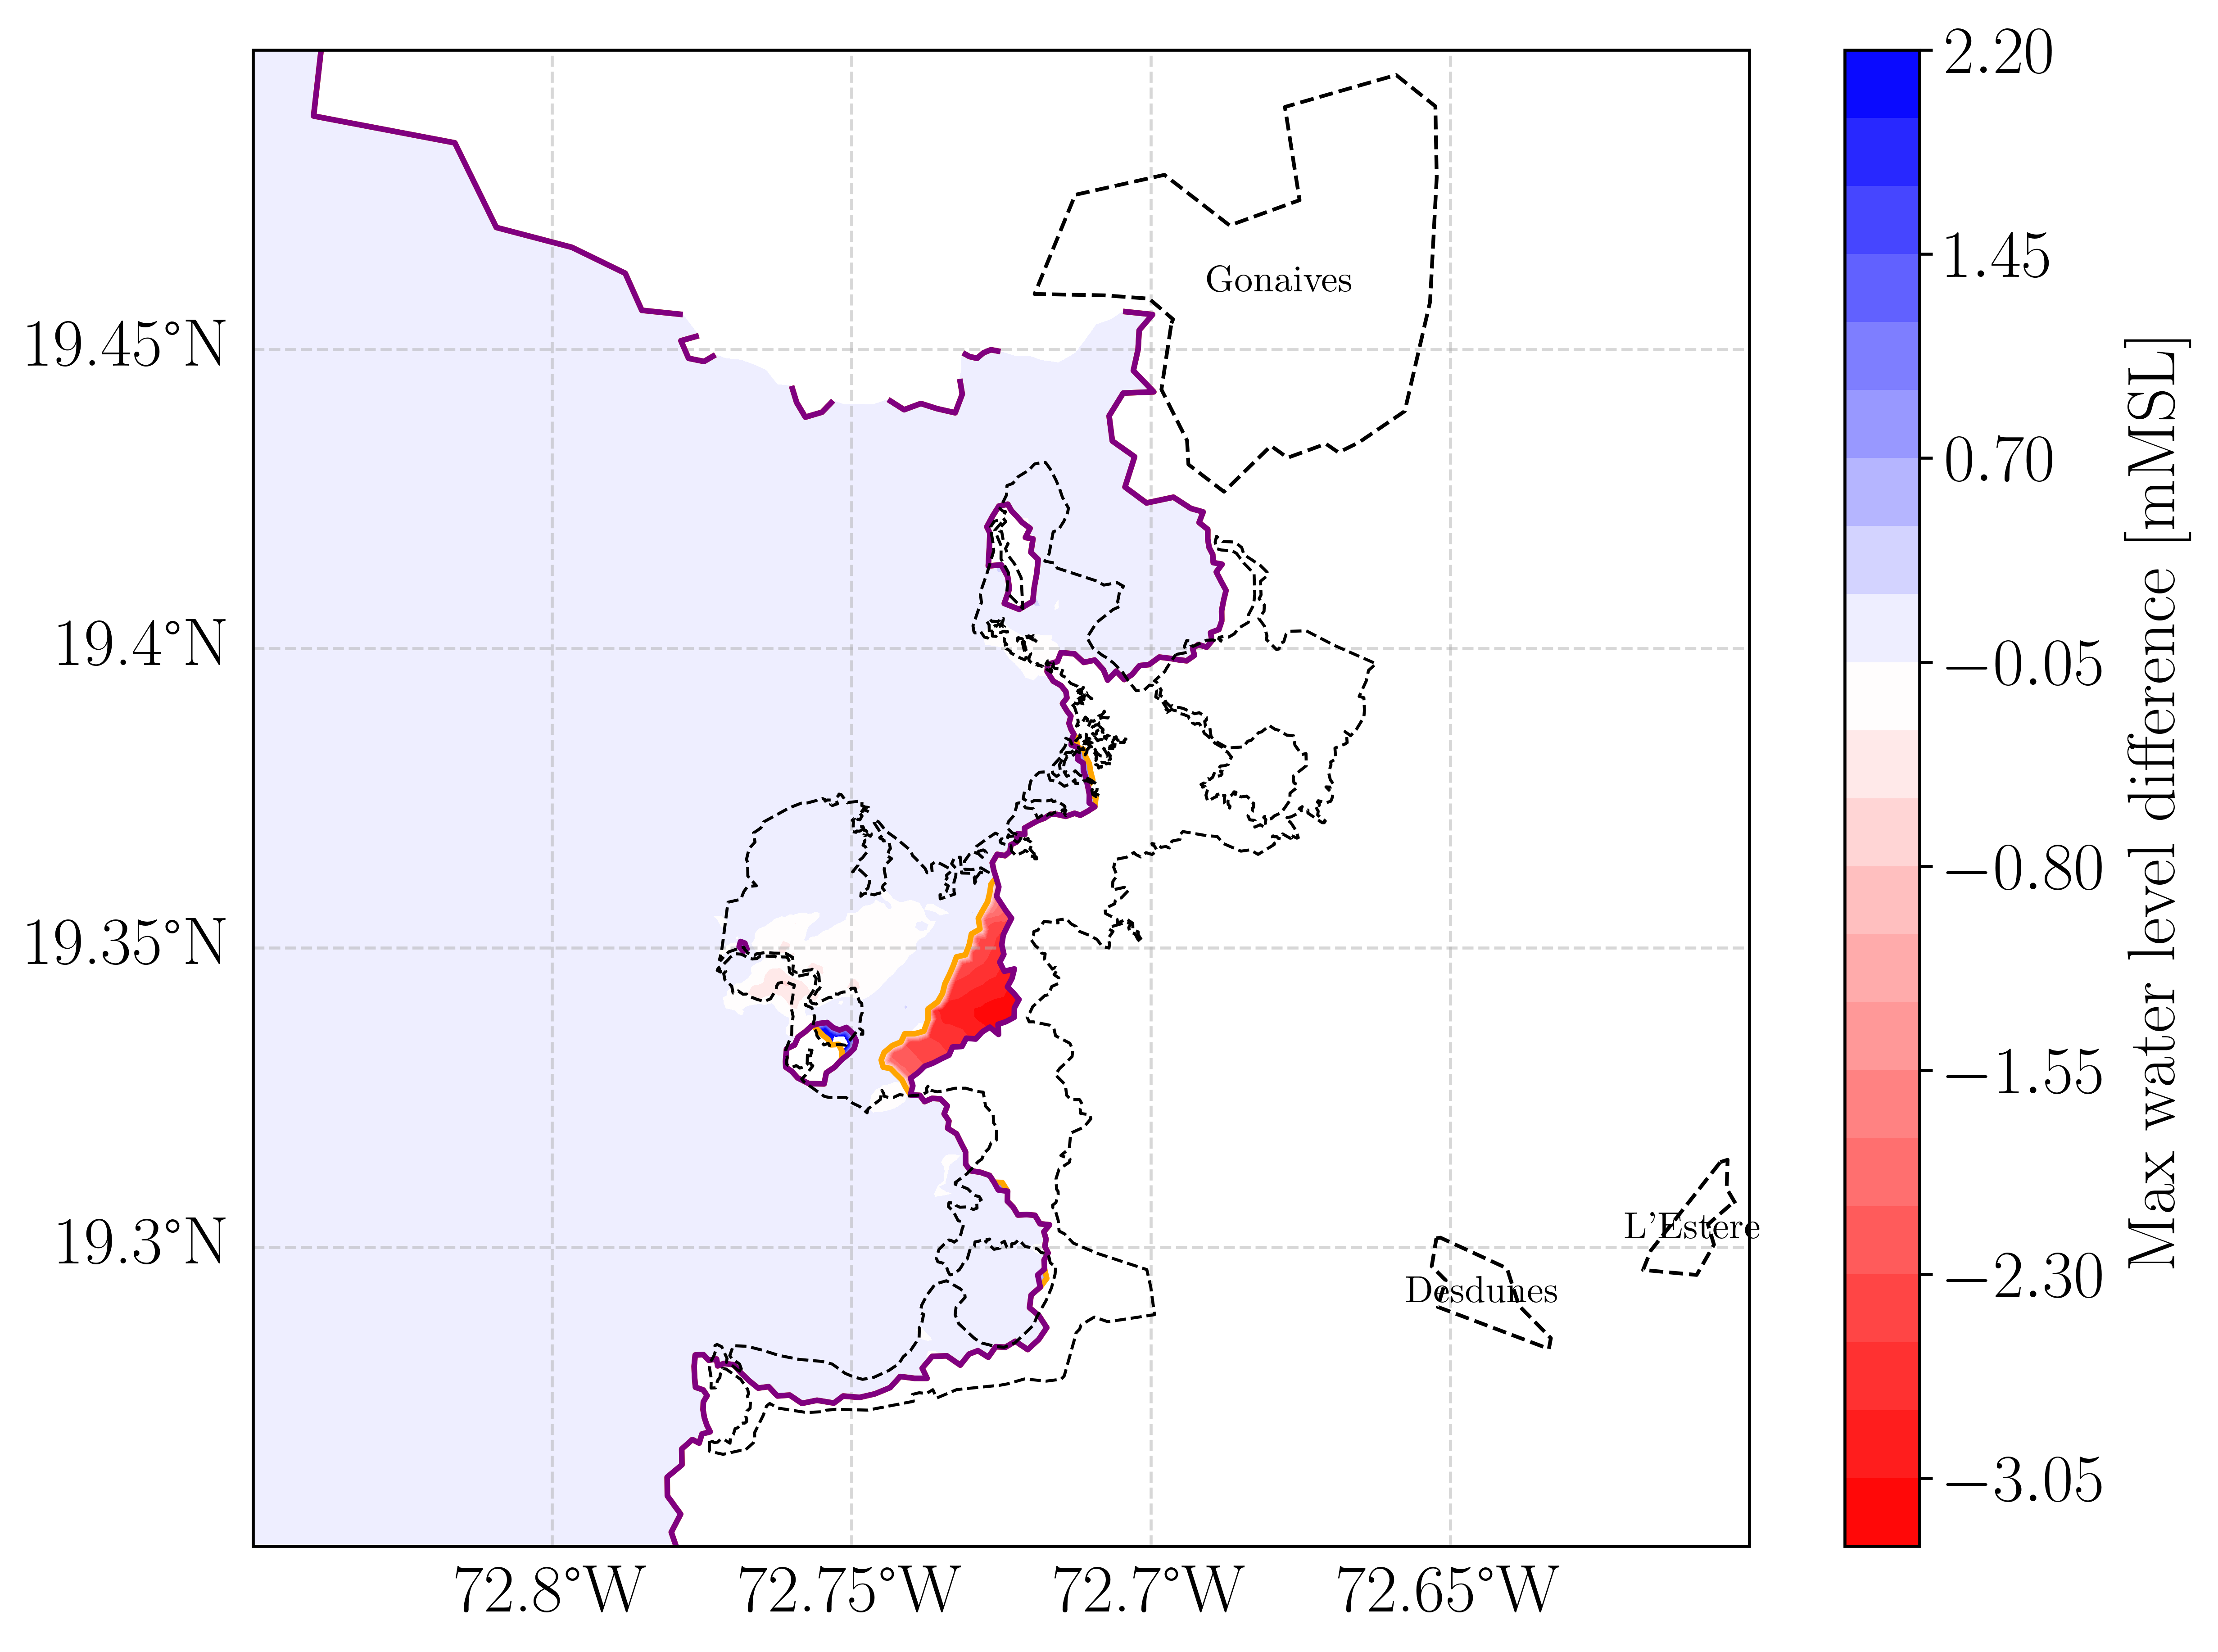 2.20
1.45
0.70
−0.05
−0.80
−1.55
−2.30
−3.05
Max water level difference [mMSL]
19.45°N
19.4°N
19.35°N
19.3°N
72.8°W
72.75°W
72.7°W
72.65°W
Gonaives
L'Estere
Desdunes